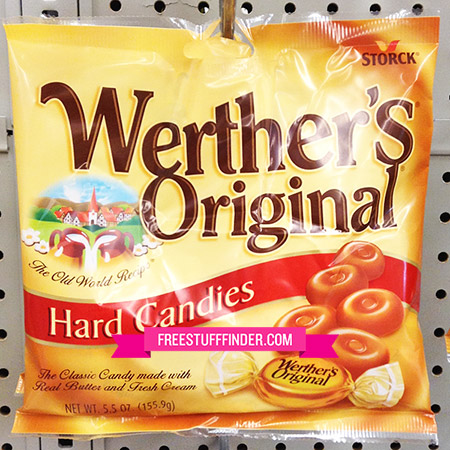 STORCK®
Werther's
Original
The Old World Recipe
Hard Candies
FREESTUFFFINDER.COM
The Classic Candy made with
Real Butter and Fresh Cream
Werther's
Original
NET WT. 5.5 OZ (155.9g)